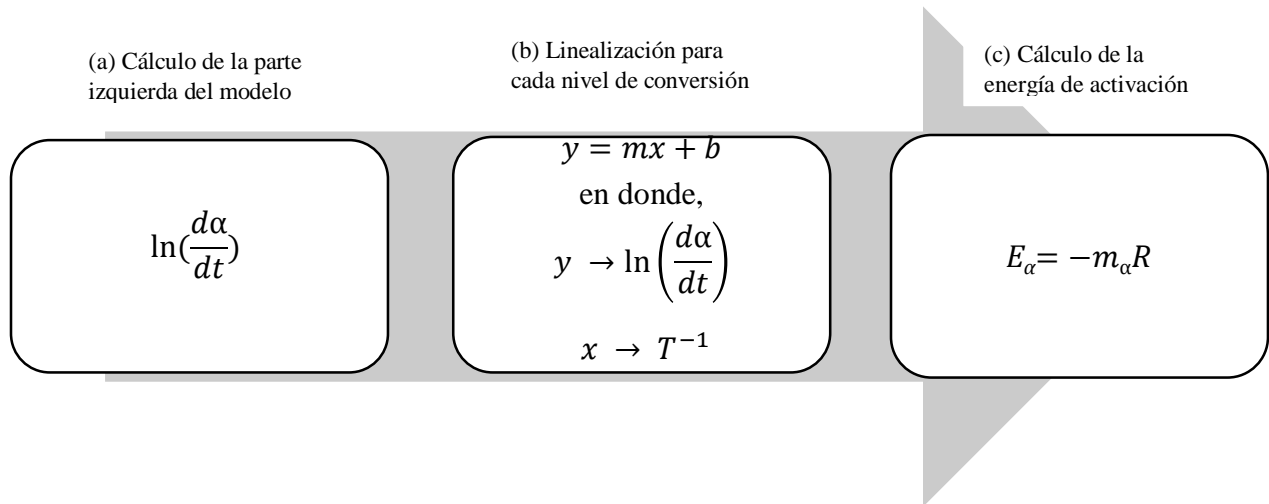 (a) Cálculo de la parte
izquierda del modelo
ln(dα/dt)
(b) Linealización para
cada nivel de conversión
y = mx + b
en donde,
y → ln(dα/dt)
x → T⁻¹
(c) Cálculo de la
energía de activación
E_α = −m_α R